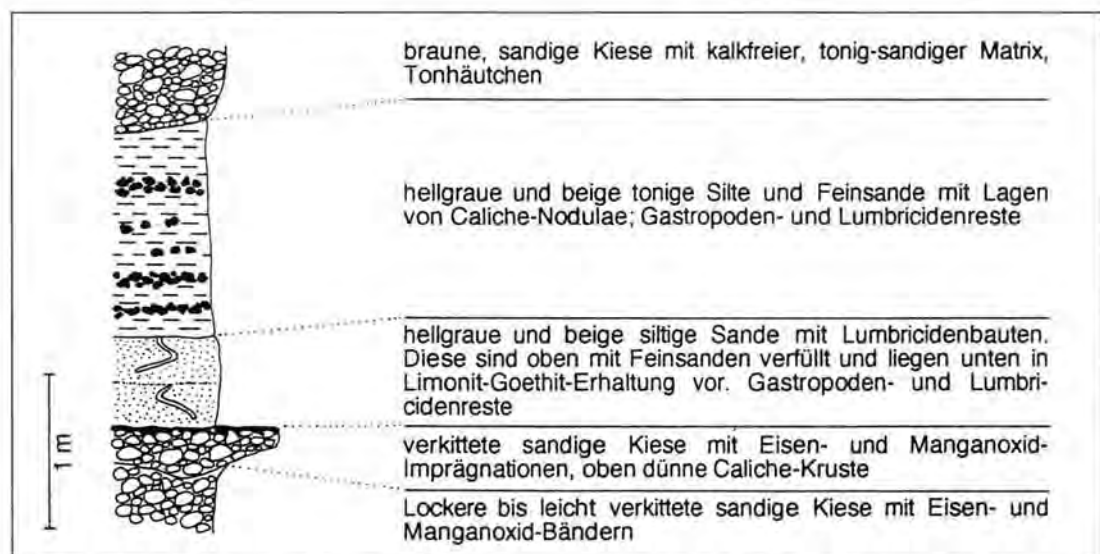 braune, sandige Kiese mit kalkfreier, tonig-sandiger Matrix,
Tonhäutchen
hellgraue und beige tonige Silte und Feinsande mit Lagen
von Caliche-Nodulae; Gastropoden- und Lumbricidenreste
hellgraue und beige siltige Sande mit Lumbricidenbauten.
Diese sind oben mit Feinsanden verfüllt und liegen unten in
Limonit-Goethit-Erhaltung vor. Gastropoden- und Lumbri-
cidenreste
verkittete sandige Kiese mit Eisen- und Manganoxid-
Imprägnationen, oben dünne Caliche-Kruste
Lockere bis leicht verkittete sandige Kiese mit Eisen- und
Manganoxid-Bändern
1 m